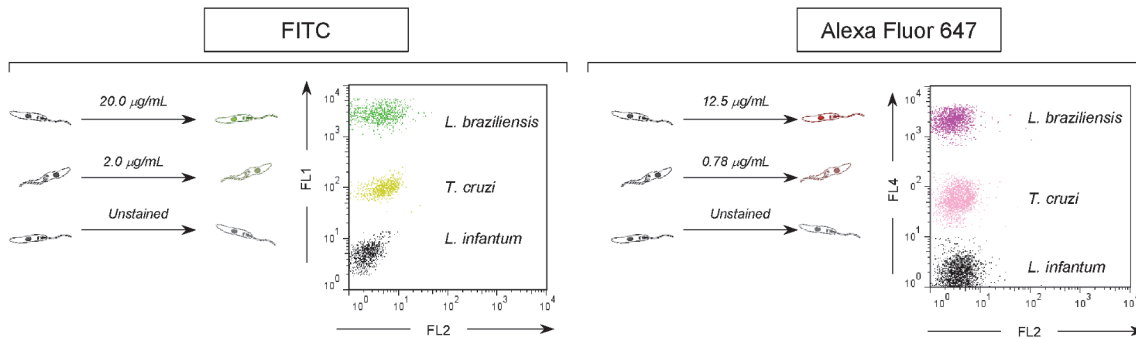 FITC
20.0 µg/mL
2.0 µg/mL
Unstained
FL1
10⁴
10³
10²
10¹
10⁰
L. braziliensis
T. cruzi
L. infantum
10⁰ 10¹ 10² 10³ 10⁴
FL2
Alexa Fluor 647
12.5 µg/mL
0.78 µg/mL
Unstained
FL4
10⁴
10³
10²
10¹
10⁰
L. braziliensis
T. cruzi
L. infantum
10⁰ 10¹ 10² 10³ 10⁴
FL2